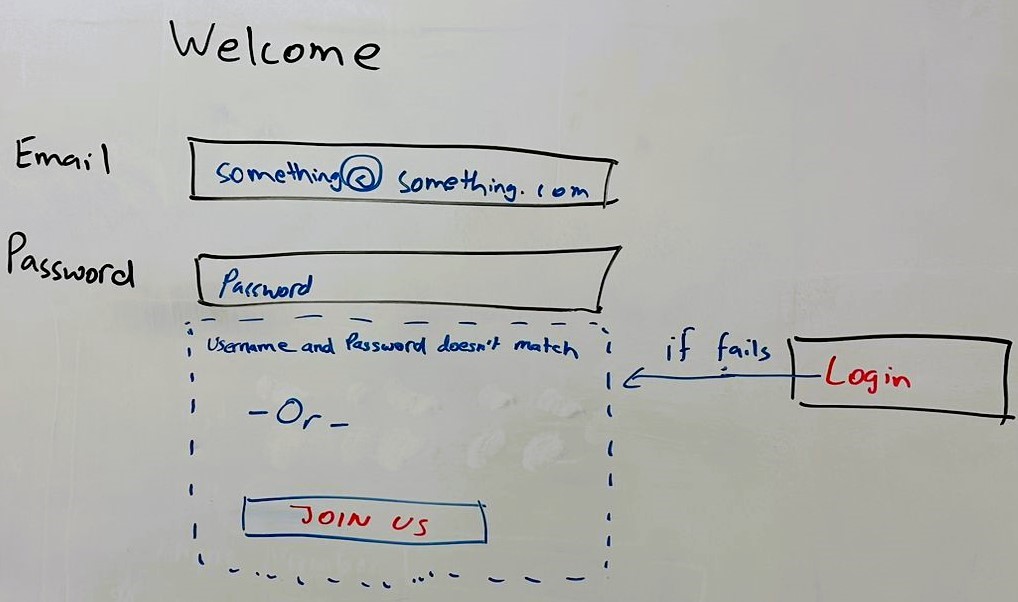 Welcome
Email
something@something.com
Password
Password
Username and Password doesn't match
if fails
Login
-Or-
JOIN US